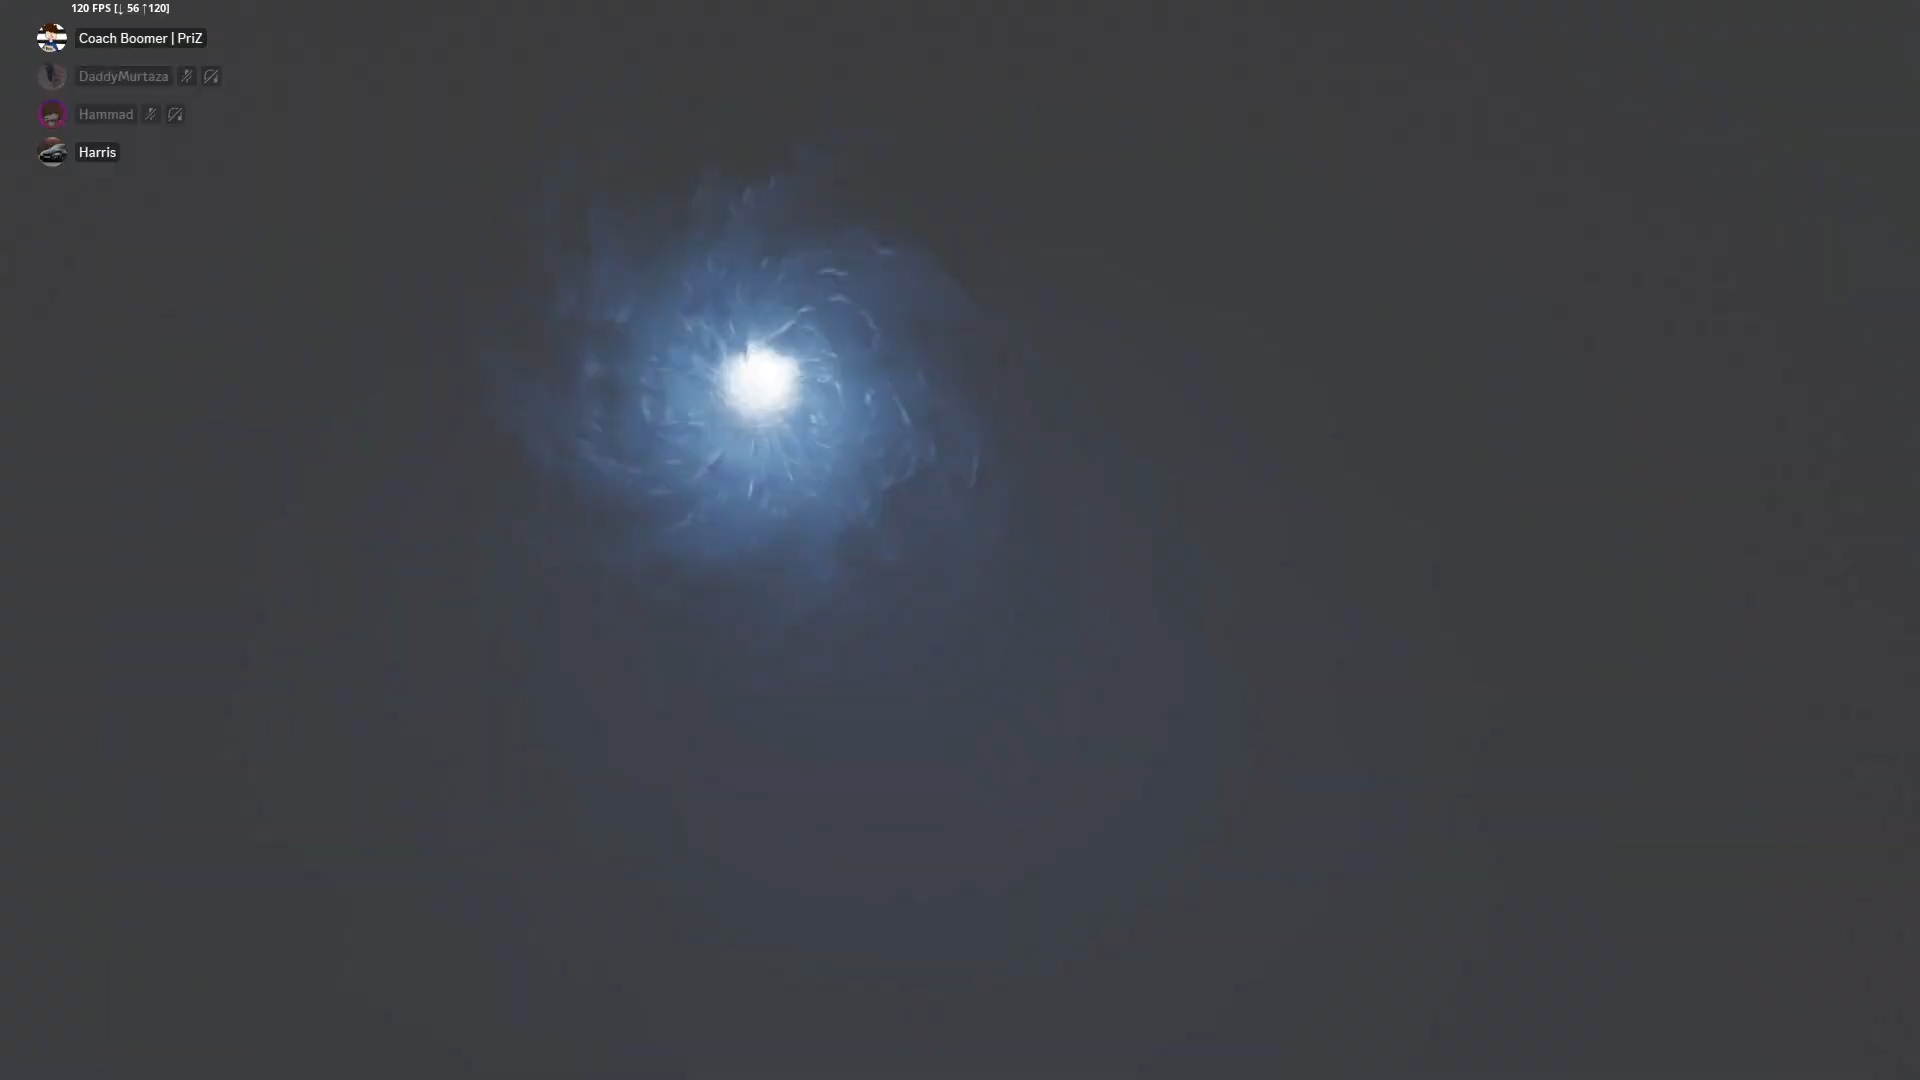 120 FPS [↓ 56 ↑120]
Coach Boomer | PriZ
DaddyMurtaza
Hammad
Harris